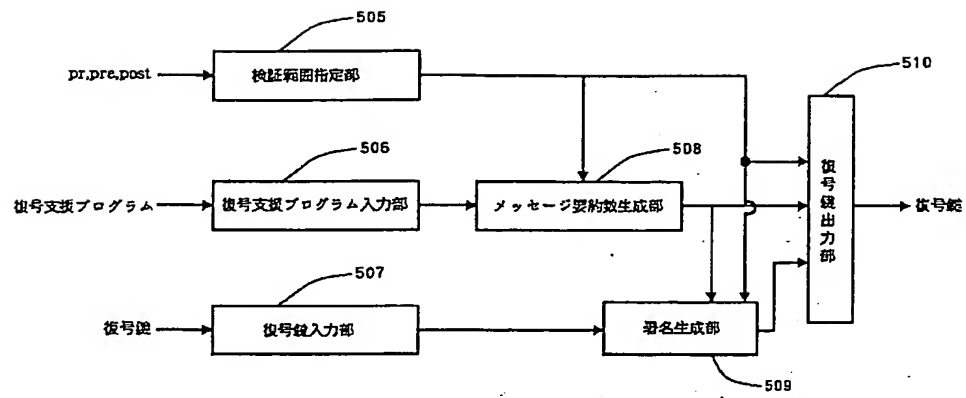 505
pr,pre,post
検証範囲指定部
510
506
508
復号支援プログラム
復号支援プログラム入力部
メッセージ要約数生成部
復号鍵出力部
復号鍵
507
復号鍵
復号鍵入力部
署名生成部
509